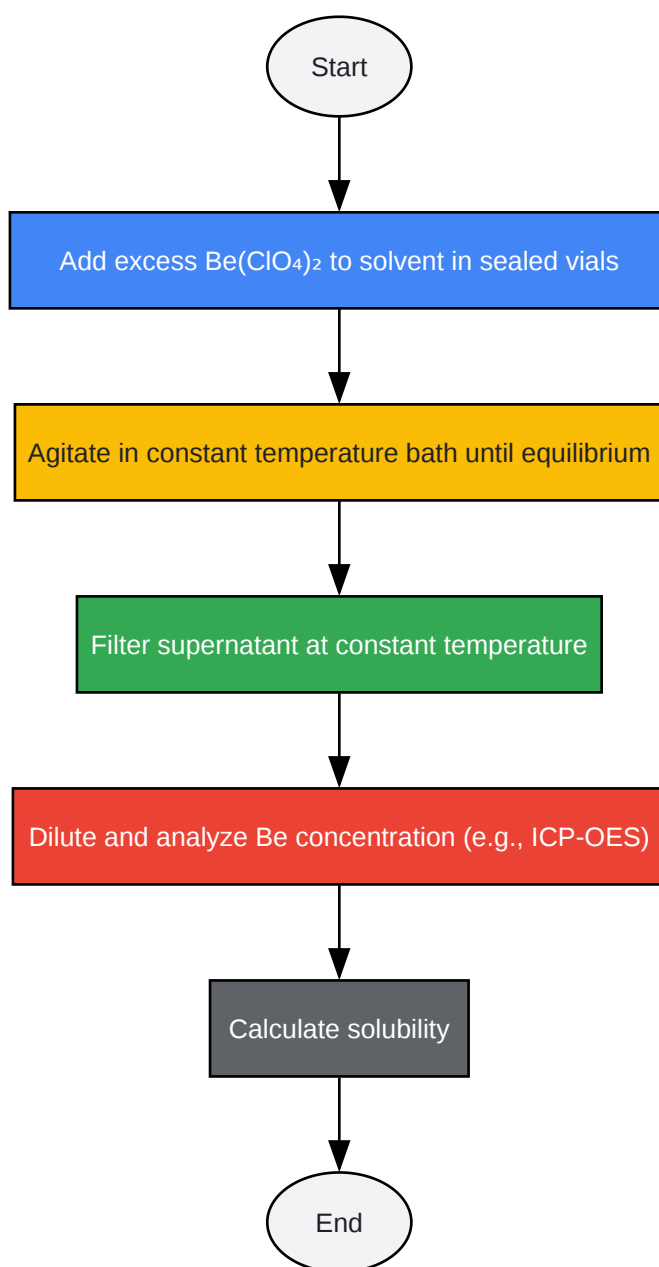 Start
Add excess Be(ClO₄)₂ to solvent in sealed vials
Agitate in constant temperature bath until equilibrium
Filter supernatant at constant temperature
Dilute and analyze Be concentration (e.g., ICP-OES)
Calculate solubility
End